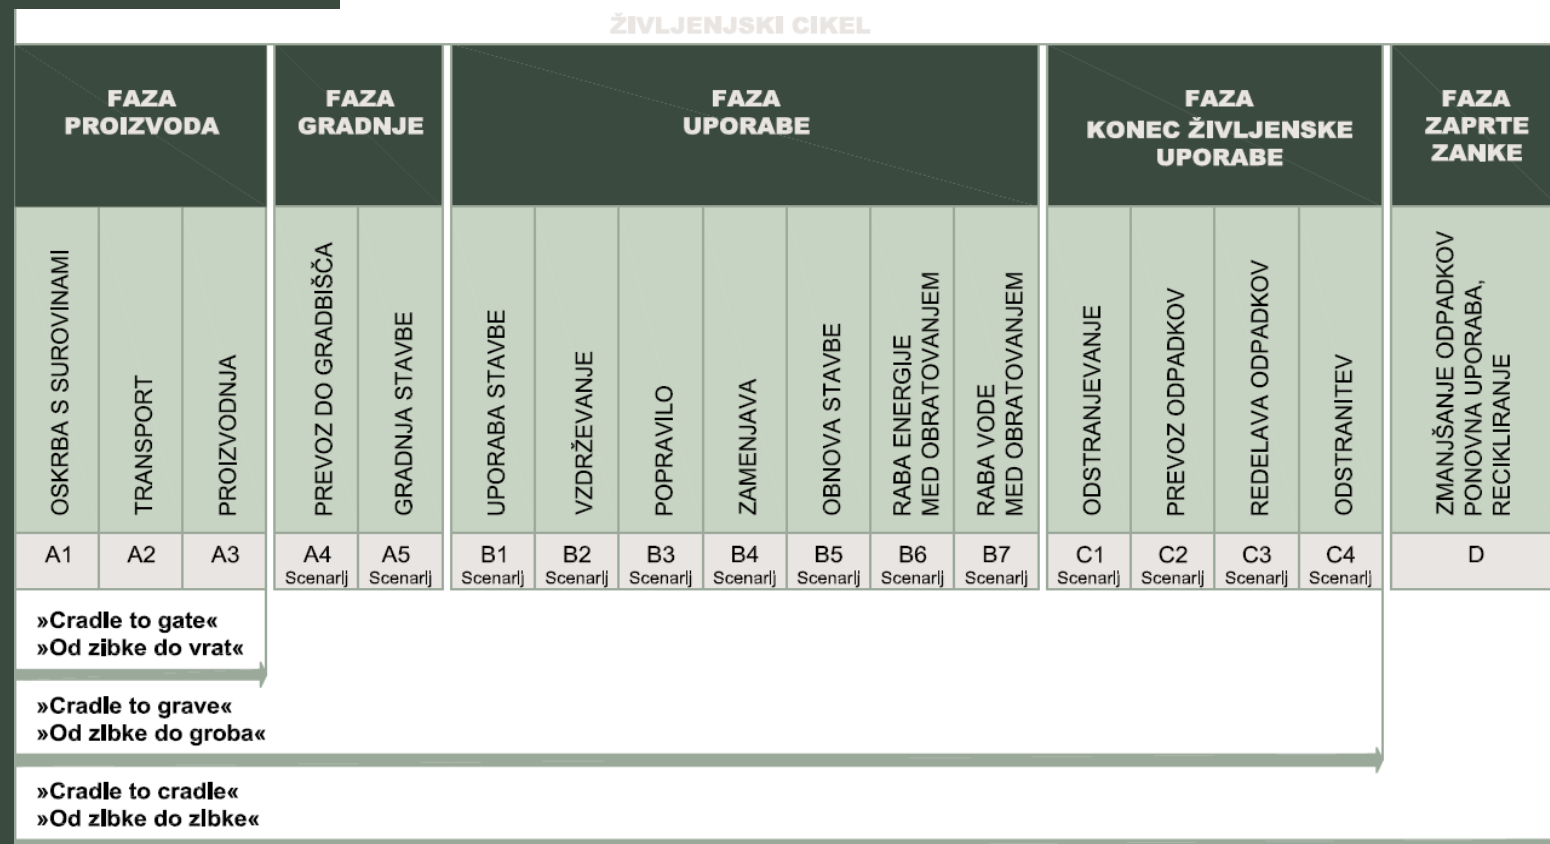 ŽIVLJENJSKI CIKEL
FAZA
PROIZVODA
FAZA
GRADNJE
FAZA
UPORABE
FAZA
KONEC ŽIVLJENSKE
UPORABE
FAZA
ZAPRTE
ZANKE
OSKRBA S SUROVINAMI
TRANSPORT
PROIZVODNJA
PREVOZ DO GRADBIŠČA
GRADNJA STAVBE
UPORABA STAVBE
VZDRŽEVANJE
POPRAVILO
ZAMENJAVA
OBNOVA STAVBE
RABA ENERGIJE
MED OBRATOVANJEM
RABA VODE
MED OBRATOVANJEM
ODSTRANJEVANJE
PREVOZ ODPADKOV
REDELAVA ODPADKOV
ODSTRANITEV
ZMANJŠANJE ODPADKOV
PONOVNA UPORABA,
RECIKLIRANJE
A1
A2
A3
A4
Scenarij
A5
Scenarij
B1
Scenarij
B2
Scenarij
B3
Scenarij
B4
Scenarij
B5
Scenarij
B6
Scenarij
B7
Scenarij
C1
Scenarij
C2
Scenarij
C3
Scenarij
C4
Scenarij
D
»Cradle to gate«
»Od zibke do vrat«
»Cradle to grave«
»Od zibke do groba«
»Cradle to cradle«
»Od zibke do zibke«